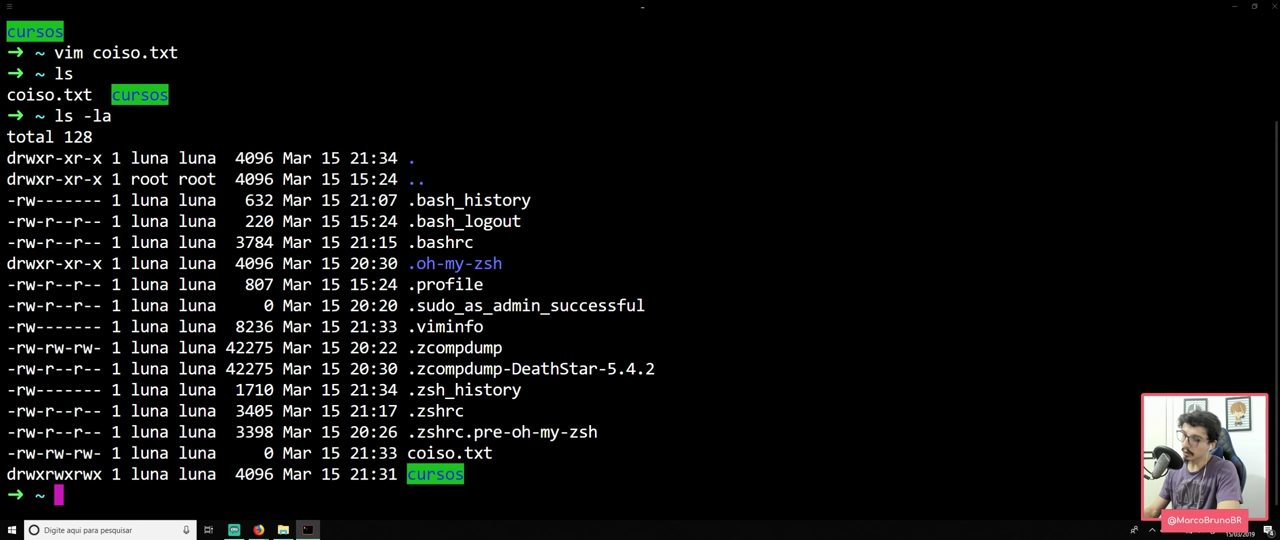 cursos
➜ ~ vim coiso.txt
➜ ~ ls
coiso.txt cursos
➜ ~ ls -la
total 128
drwxr-xr-x 1 luna luna 4096 Mar 15 21:34 .
drwxr-xr-x 1 root root 4096 Mar 15 15:24 ..
-rw------- 1 luna luna 632 Mar 15 21:07 .bash_history
-rw-r--r-- 1 luna luna 220 Mar 15 15:24 .bash_logout
-rw-r--r-- 1 luna luna 3784 Mar 15 21:15 .bashrc
drwxr-xr-x 1 luna luna 4096 Mar 15 20:30 .oh-my-zsh
-rw-r--r-- 1 luna luna 807 Mar 15 15:24 .profile
-rw-r--r-- 1 luna luna 0 Mar 15 20:20 .sudo_as_admin_successful
-rw------- 1 luna luna 8236 Mar 15 21:33 .viminfo
-rw-rw-rw- 1 luna luna 42275 Mar 15 20:22 .zcompdump
-rw-r--r-- 1 luna luna 42275 Mar 15 20:30 .zcompdump-DeathStar-5.4.2
-rw------- 1 luna luna 1710 Mar 15 21:34 .zsh_history
-rw-r--r-- 1 luna luna 3405 Mar 15 21:17 .zshrc
-rw-r--r-- 1 luna luna 3398 Mar 15 20:26 .zshrc.pre-oh-my-zsh
-rw-rw-rw- 1 luna luna 0 Mar 15 21:33 coiso.txt
drwxrwxrwx 1 luna luna 4096 Mar 15 21:31 cursos
➜ ~
@MarcoBrunoBR
Digite aqui para pesquisar
15/03/2019